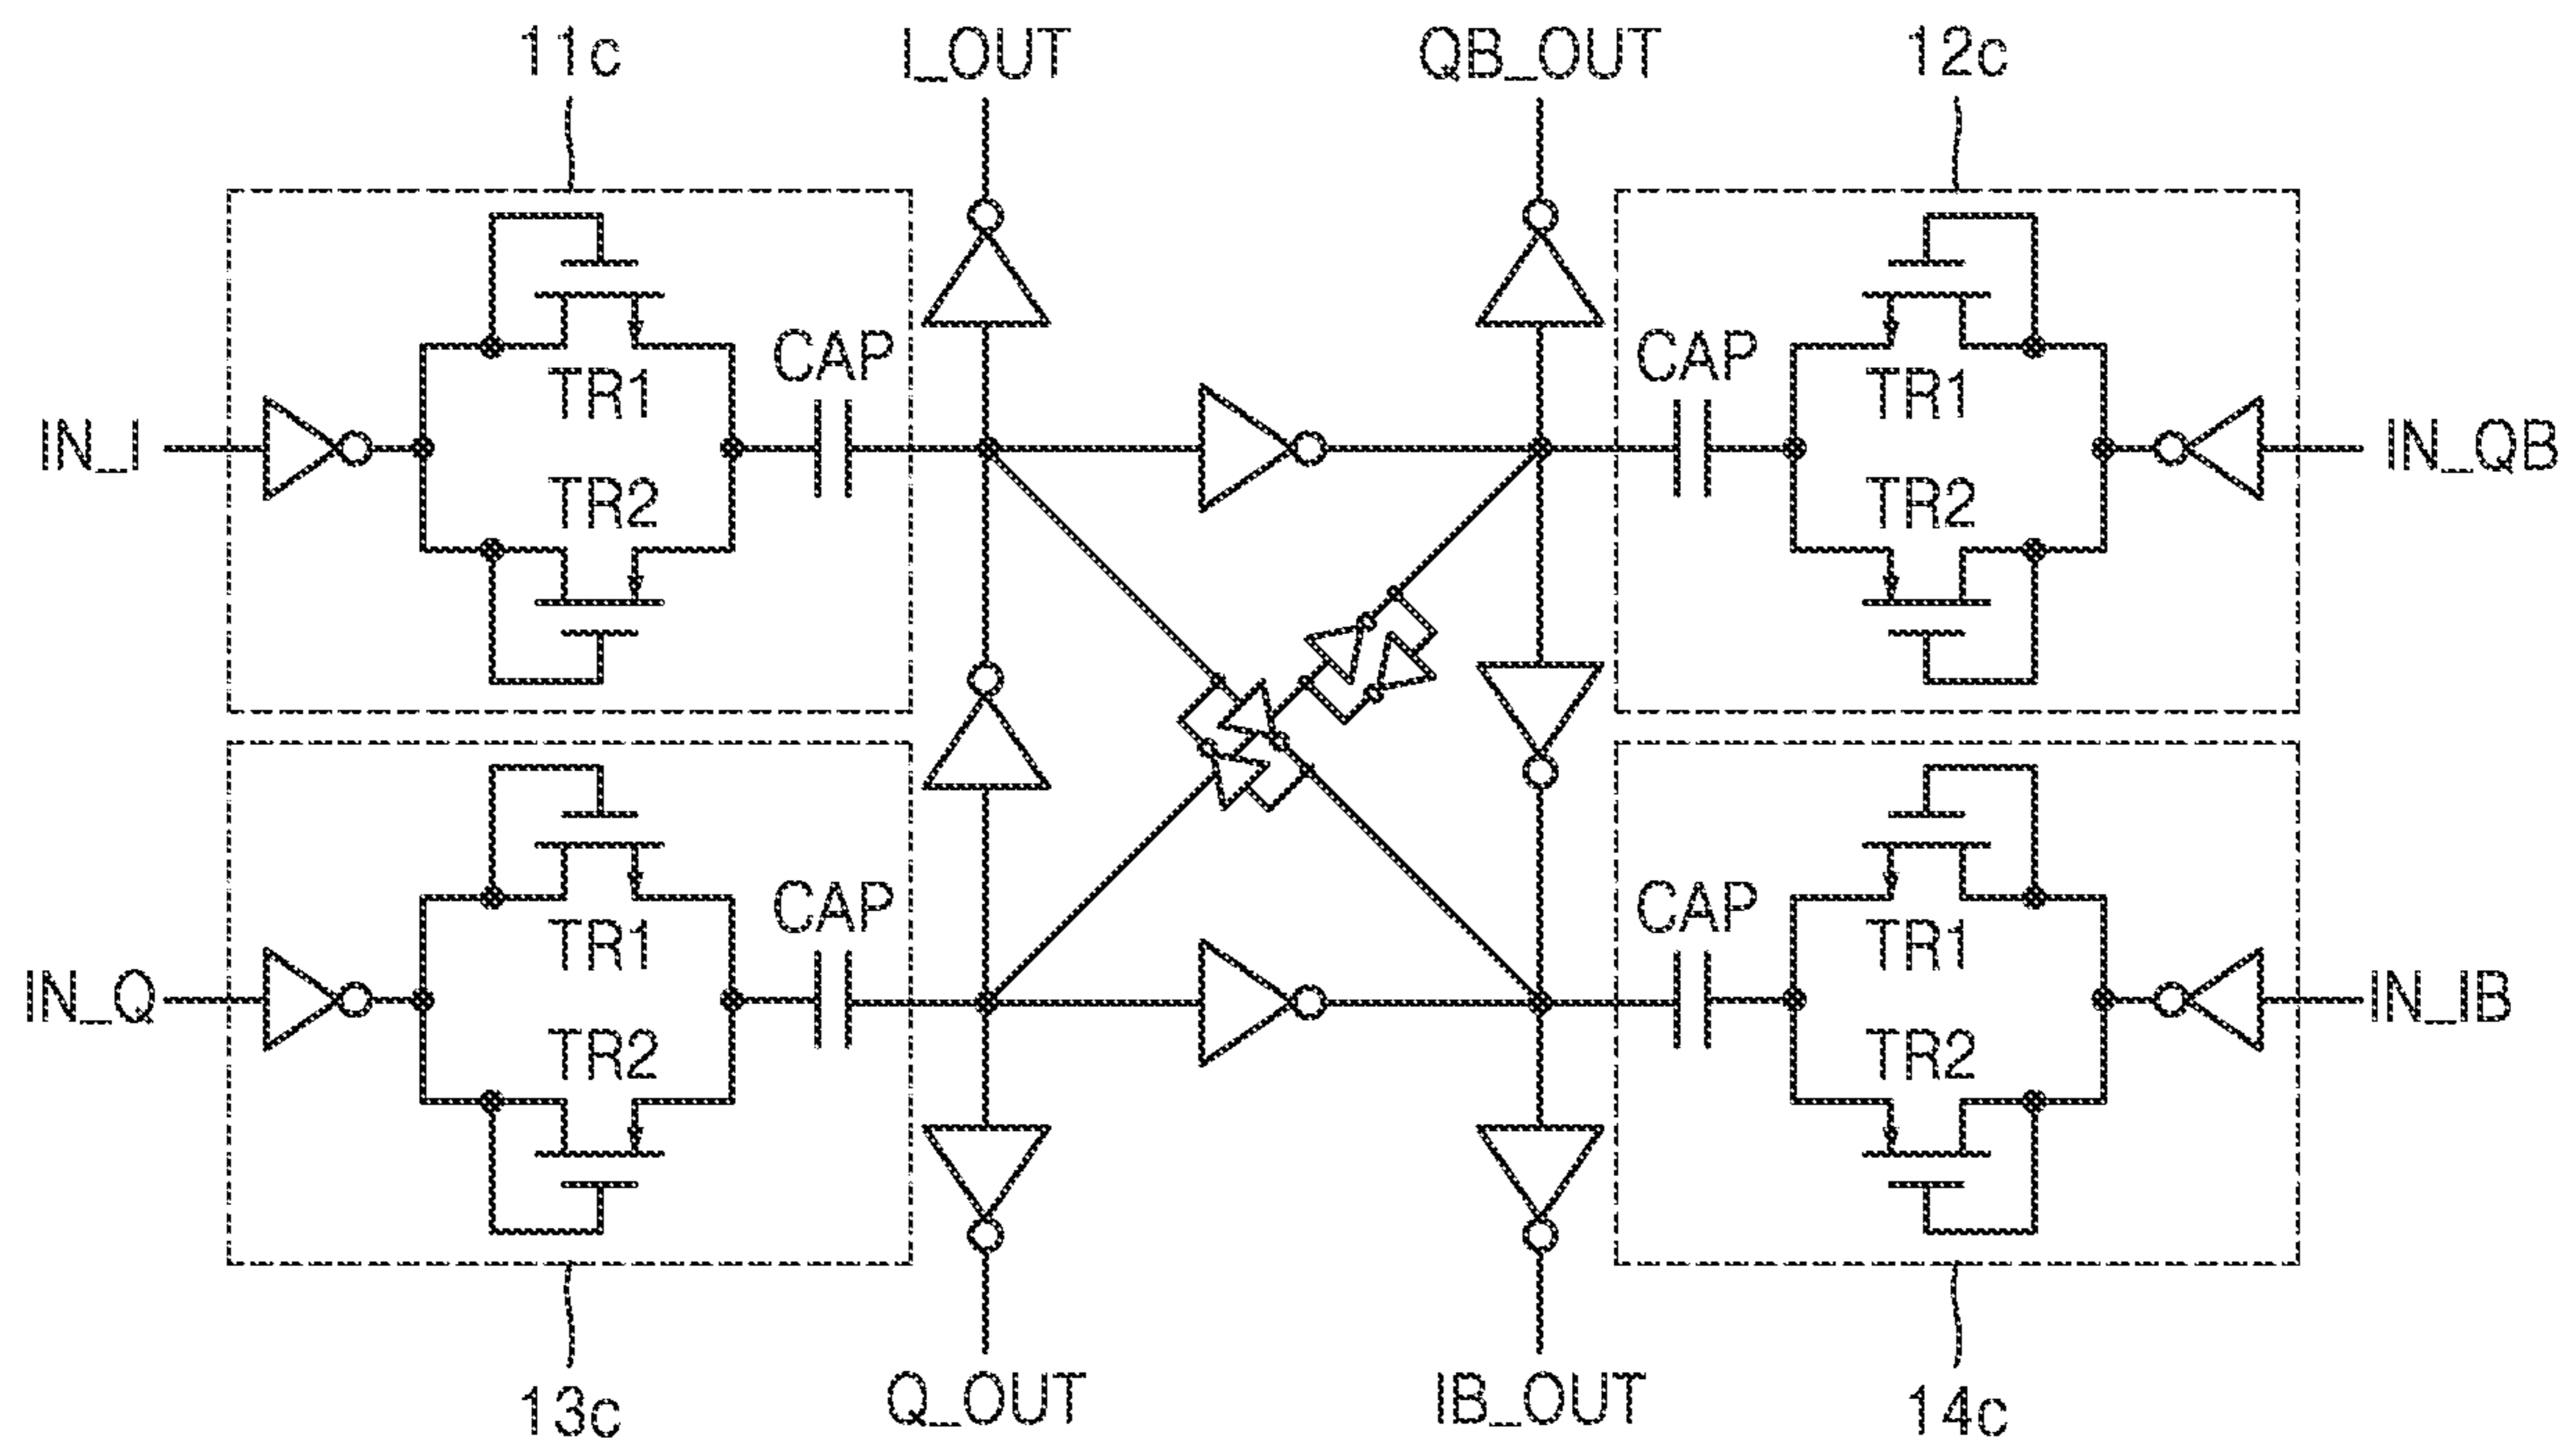 11c
I_OUT
QB_OUT
12c
CAP
CAP
TR1
TR1
IN_I
IN_QB
TR2
TR2
CAP
CAP
TR1
TR1
IN_Q
IN_IB
TR2
TR2
13c
Q_OUT
IB_OUT
14c